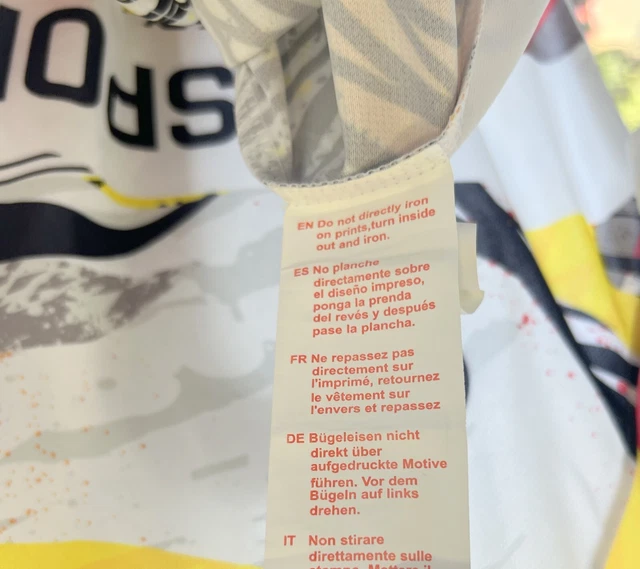 SPOR
EN Do not directly iron
on prints,turn inside
out and iron.
ES No planche
directamente sobre
el diseño impreso,
ponga la prenda
del revés y después
pase la plancha.
FR Ne repassez pas
directement sur
l'imprimé, retournez
le vêtement sur
l'envers et repassez
DE Bügeleisen nicht
direkt über
aufgedruckte Motive
führen. Vor dem
Bügeln auf links
drehen.
IT Non stirare
direttamente sulle